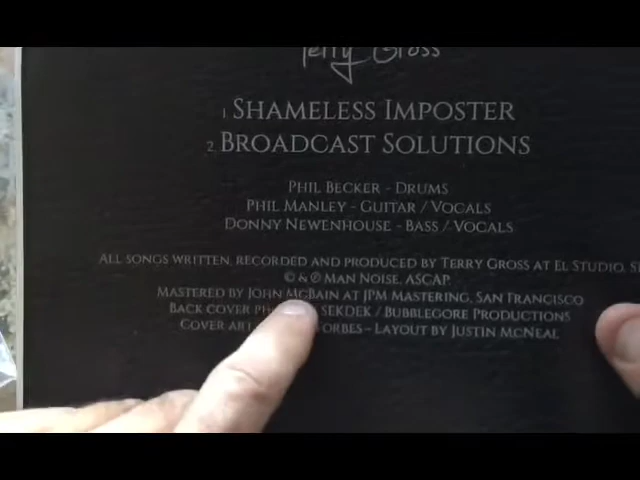 Terry Gross
1. SHAMELESS IMPOSTER
2. BROADCAST SOLUTIONS
PHIL BECKER - DRUMS
PHIL MANLEY - GUITAR / VOCALS
DONNY NEWENHOUSE - BASS / VOCALS
ALL SONGS WRITTEN, RECORDED AND PRODUCED BY TERRY GROSS AT EL STUDIO,
© & ℗ MAN NOISE, ASCAP.
MASTERED BY JOHN MCBAIN AT JPM MASTERING, SAN FRANCISCO
BACK COVER SEKDEK / BUBBLEGORE PRODUCTIONS
COVER - LAYOUT BY JUSTIN MCNEAL